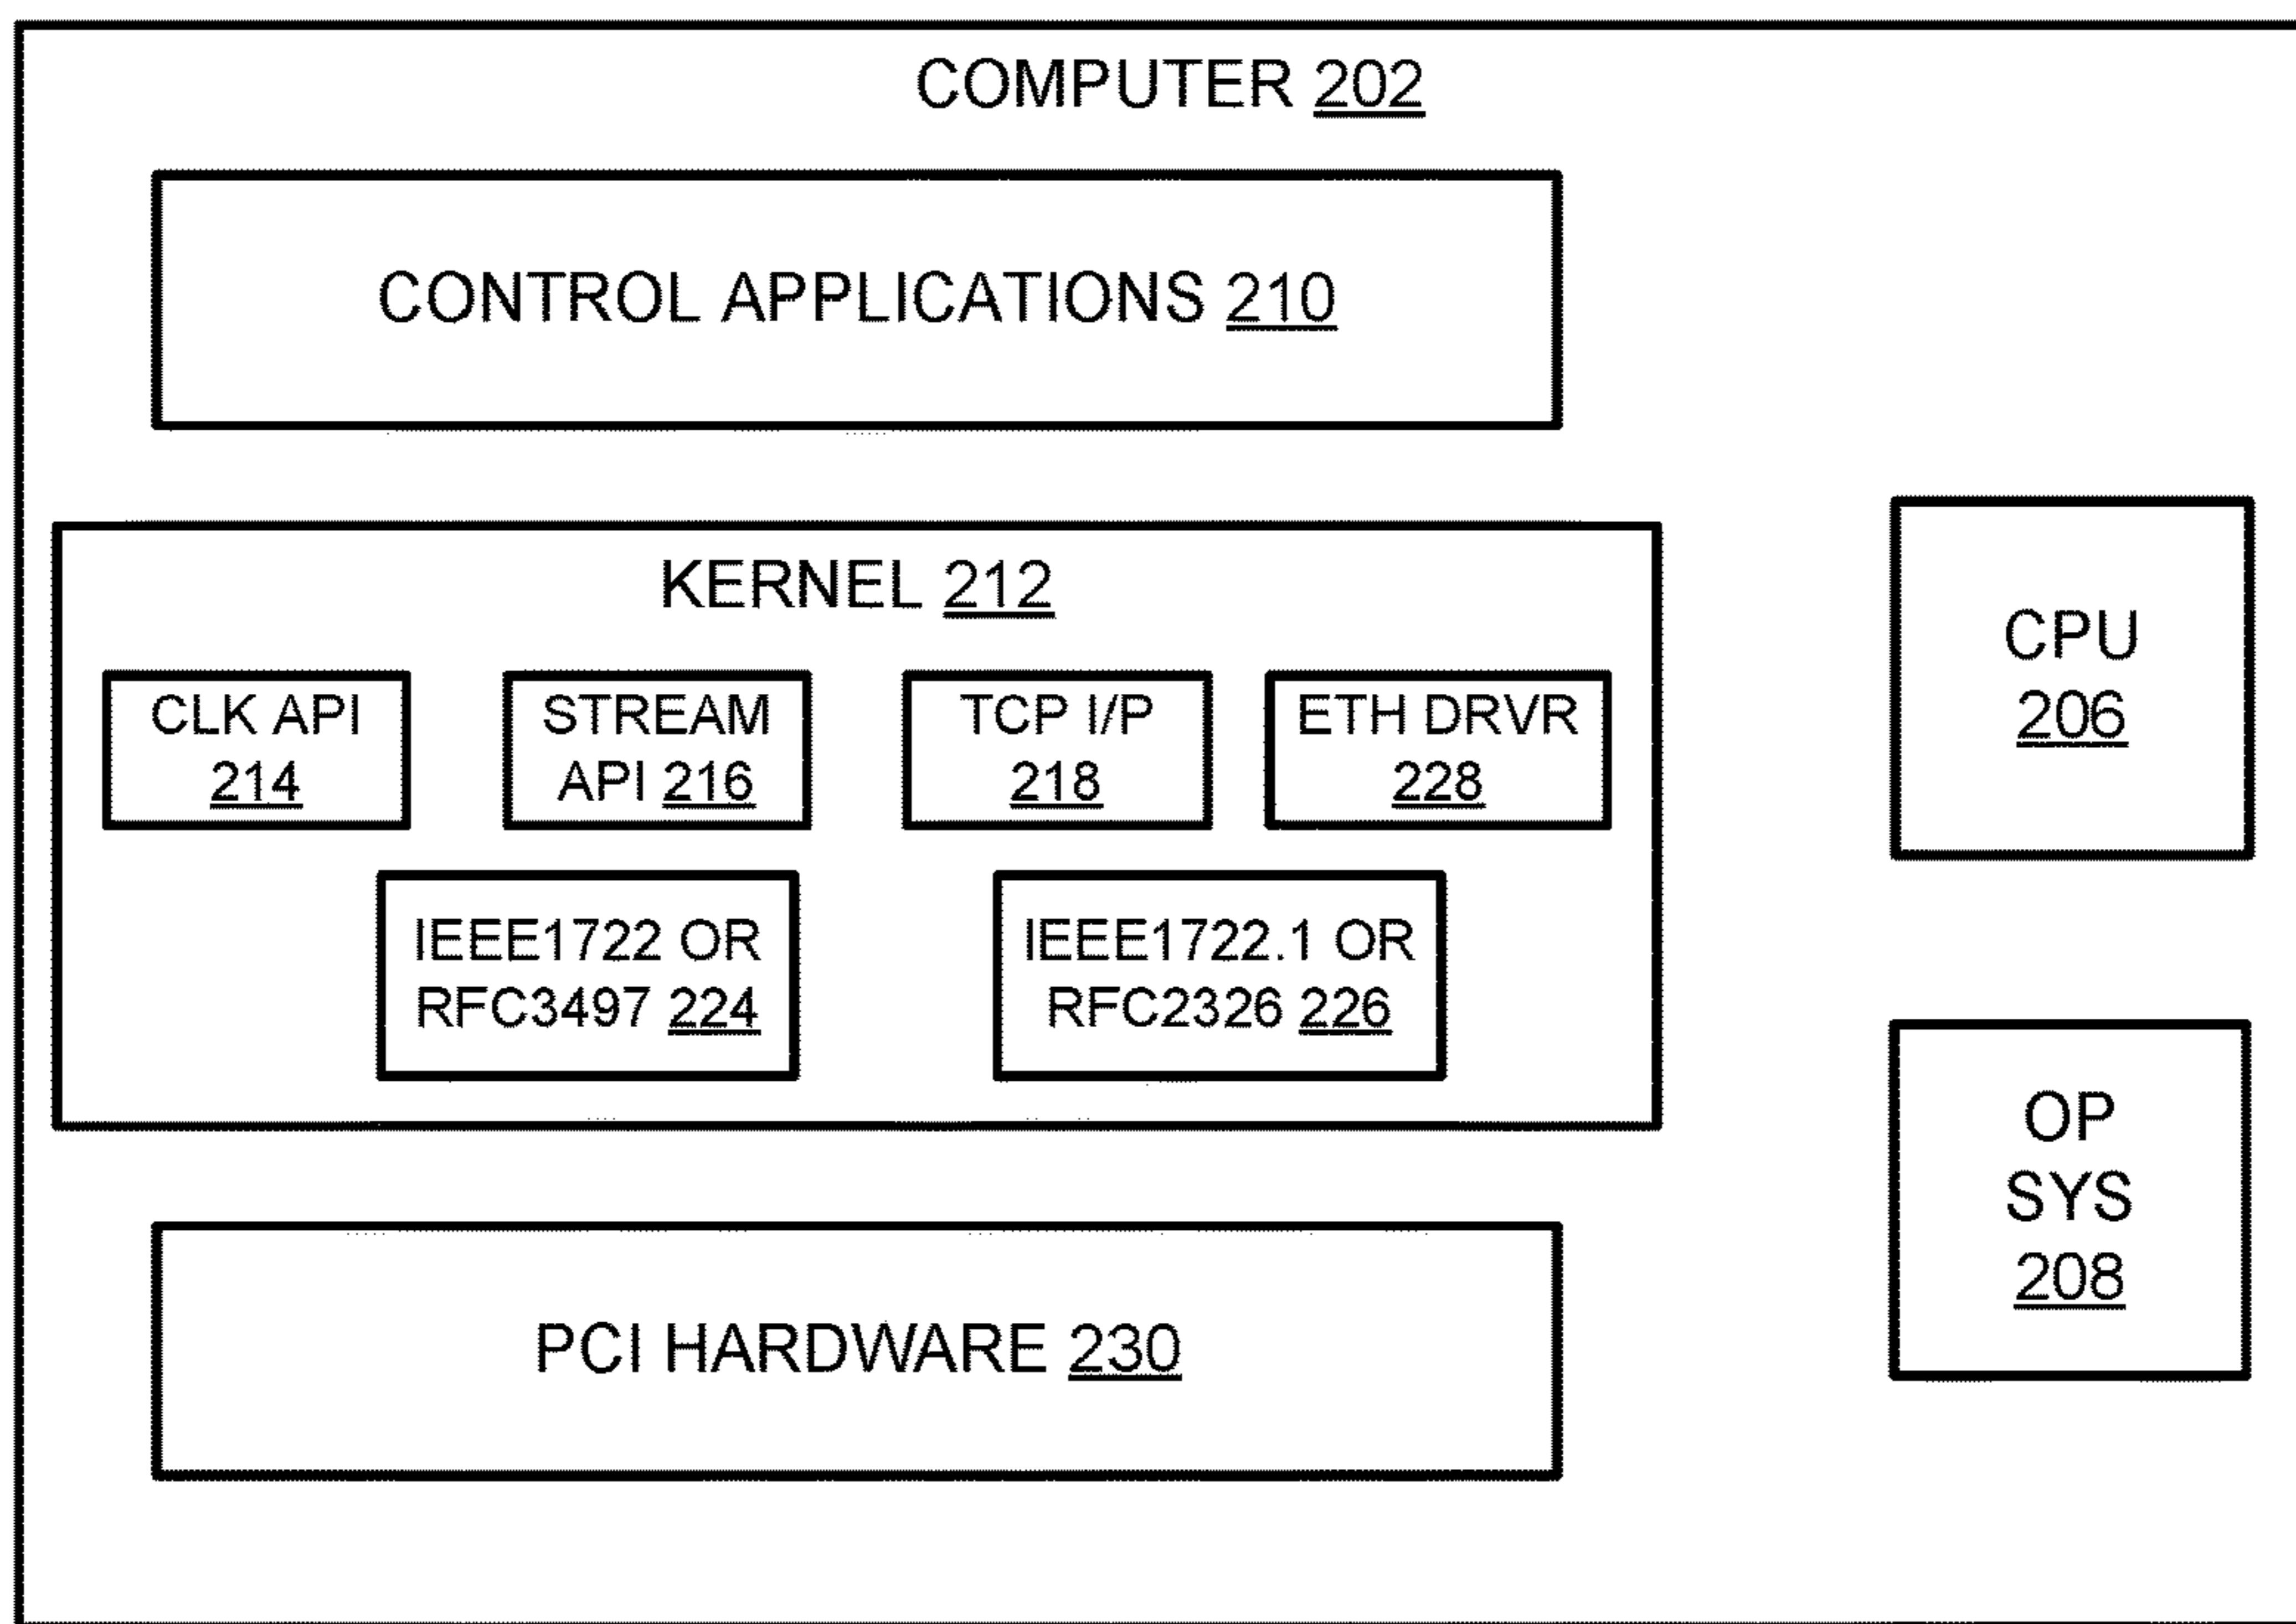 COMPUTER 202
CONTROL APPLICATIONS 210
KERNEL 212
CLK API
214
STREAM
API 216
TCP I/P
218
ETH DRVR
228
IEEE1722 OR
RFC3497 224
IEEE1722.1 OR
RFC2326 226
PCI HARDWARE 230
CPU
206
OP
SYS
208